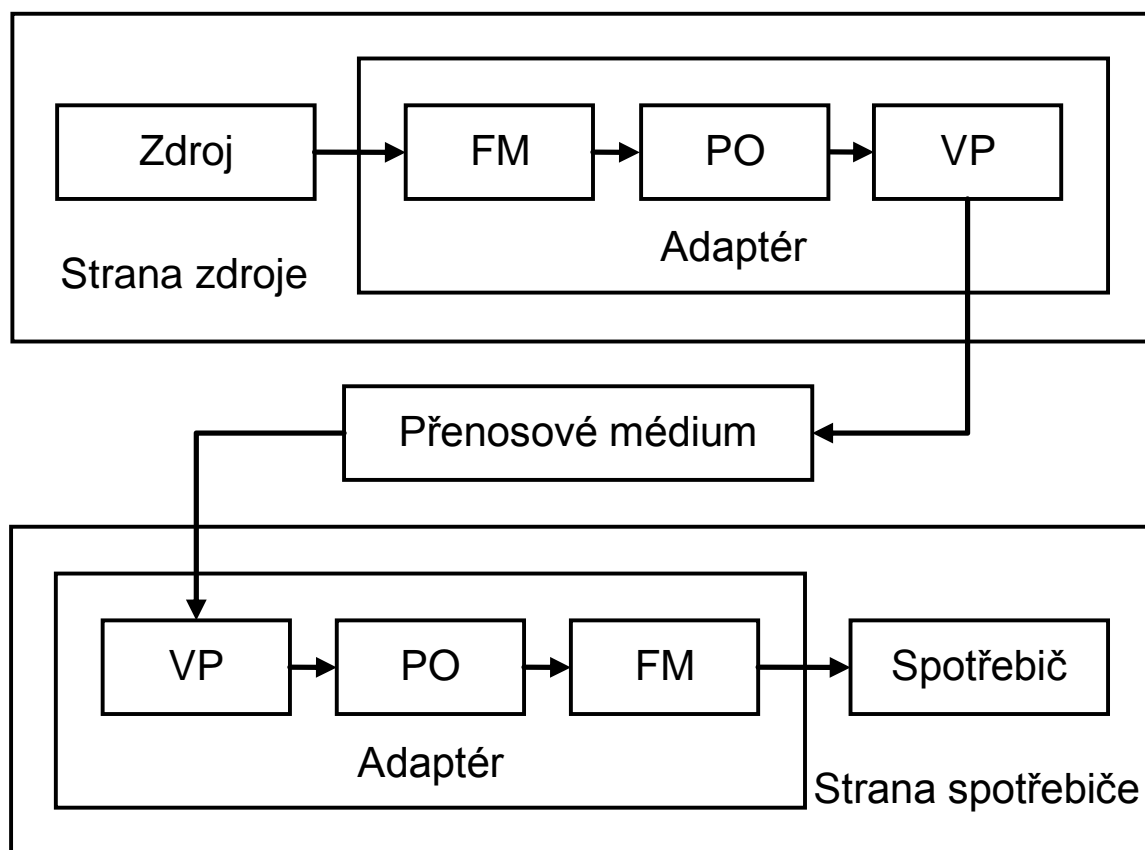 Zdroj
FM
PO
VP
Adaptér
Strana zdroje
Přenosové médium
VP
PO
FM
Spotřebič
Adaptér
Strana spotřebiče